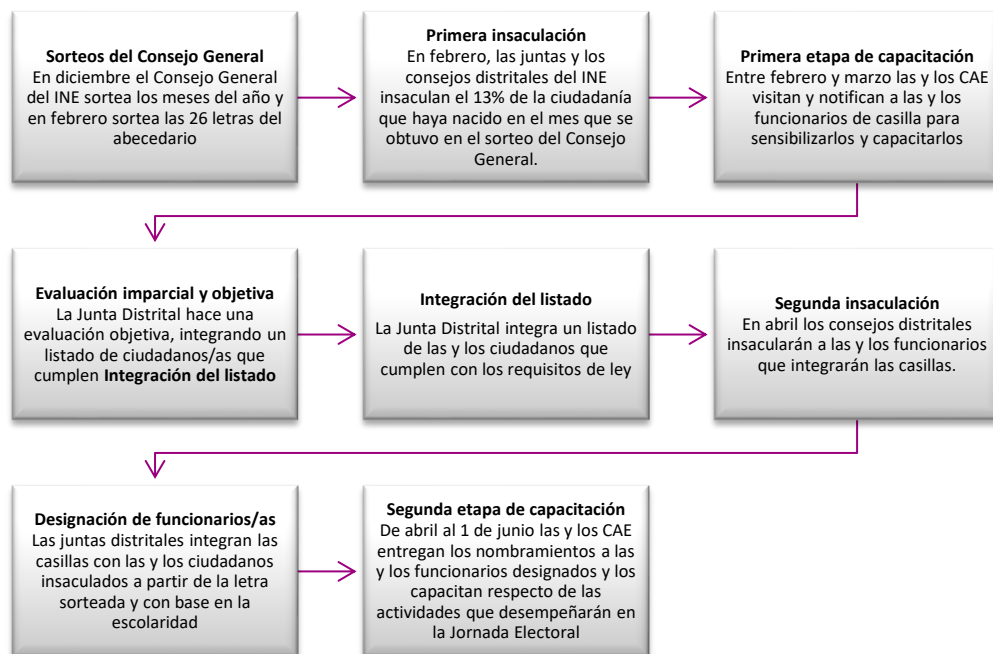 Sorteos del Consejo General
En diciembre el Consejo General
del INE sortea los meses del año y
en febrero sortea las 26 letras del
abecedario
Primera insaculación
En febrero, las juntas y los
consejos distritales del INE
insaculan el 13% de la ciudadanía
que haya nacido en el mes que se
obtuvo en el sorteo del Consejo
General.
Primera etapa de capacitación
Entre febrero y marzo las y los CAE
visitan y notifican a las y los
funcionarios de casilla para
sensibilizarlos y capacitarlos
Evaluación imparcial y objetiva
La Junta Distrital hace una
evaluación objetiva, integrando un
listado de ciudadanos/as que
cumplen Integración del listado
Integración del listado
La Junta Distrital integra un listado
de las y los ciudadanos que
cumplen con los requisitos de ley
Segunda insaculación
En abril los consejos distritales
insacularán a las y los funcionarios
que integrarán las casillas.
Designación de funcionarios/as
Las juntas distritales integran las
casillas con las y los ciudadanos
insaculados a partir de la letra
sorteada y con base en la
escolaridad
Segunda etapa de capacitación
De abril al 1 de junio las y los CAE
entregan los nombramientos a las
y los funcionarios designados y los
capacitan respecto de las
actividades que desempeñarán en
la Jornada Electoral